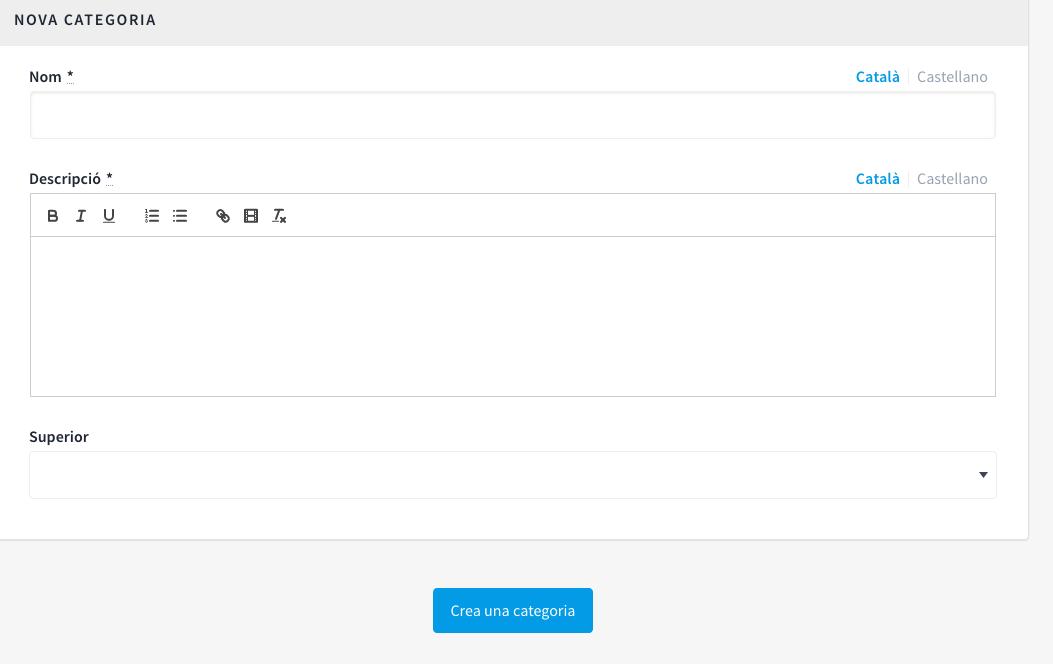 NOVA CATEGORIA
Nom * Català Castellano
Descripció * Català Castellano
Superior
Crea una categoria